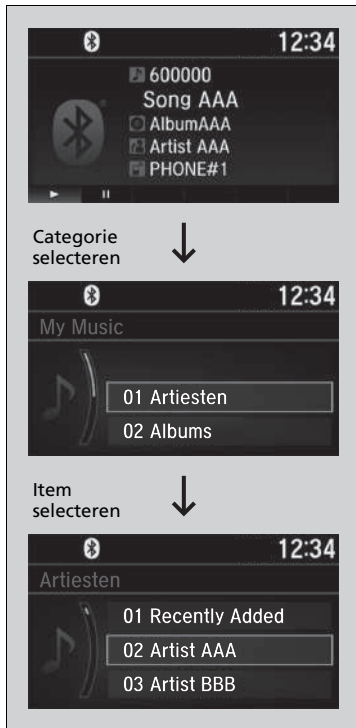 12:34
600000
Song AAA
AlbumAAA
Artist AAA
PHONE#1
Categorie
selecteren
12:34
My Music
01 Artiesten
02 Albums
Item
selecteren
12:34
Artiesten
01 Recently Added
02 Artist AAA
03 Artist BBB